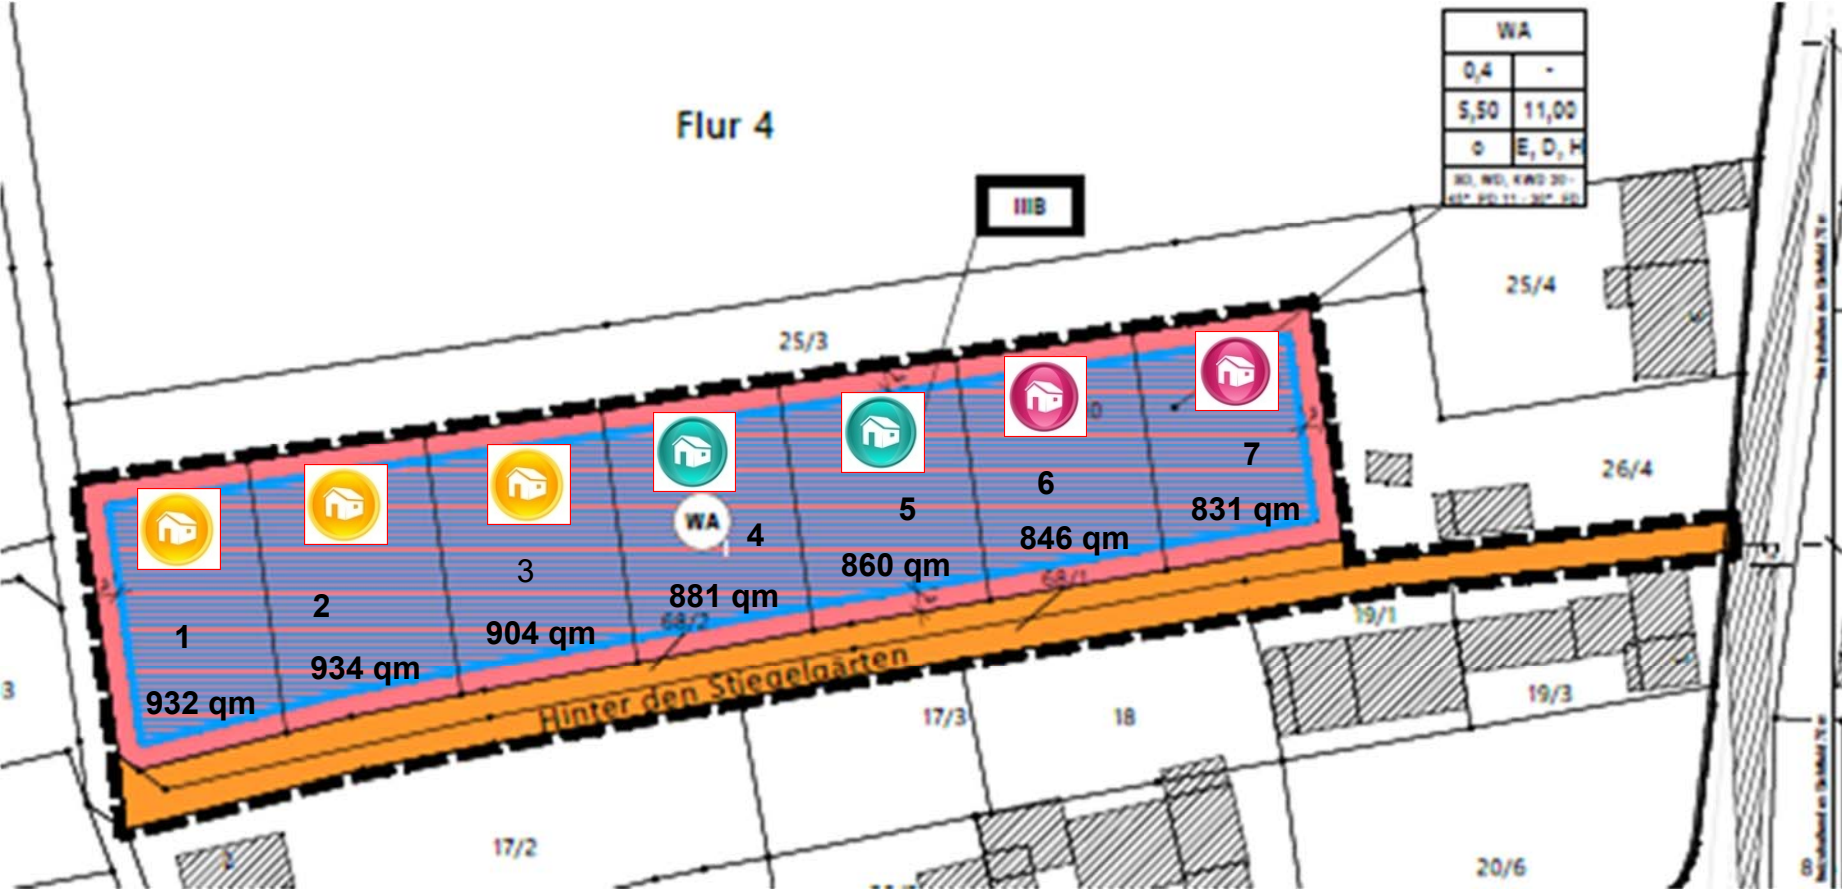 WA
0,4 -
5,50 11,00
o E, D, H
Flur 4
IIIB
25/4
25/3
7
831 qm
6
846 qm
26/4
WA
4
5
860 qm
3
881 qm
68/1
2
904 qm
68/2
19/1
1
934 qm
932 qm
Hinter den Stiegelgärten
3
17/3
18
19/3
17/2
2
20/6
8